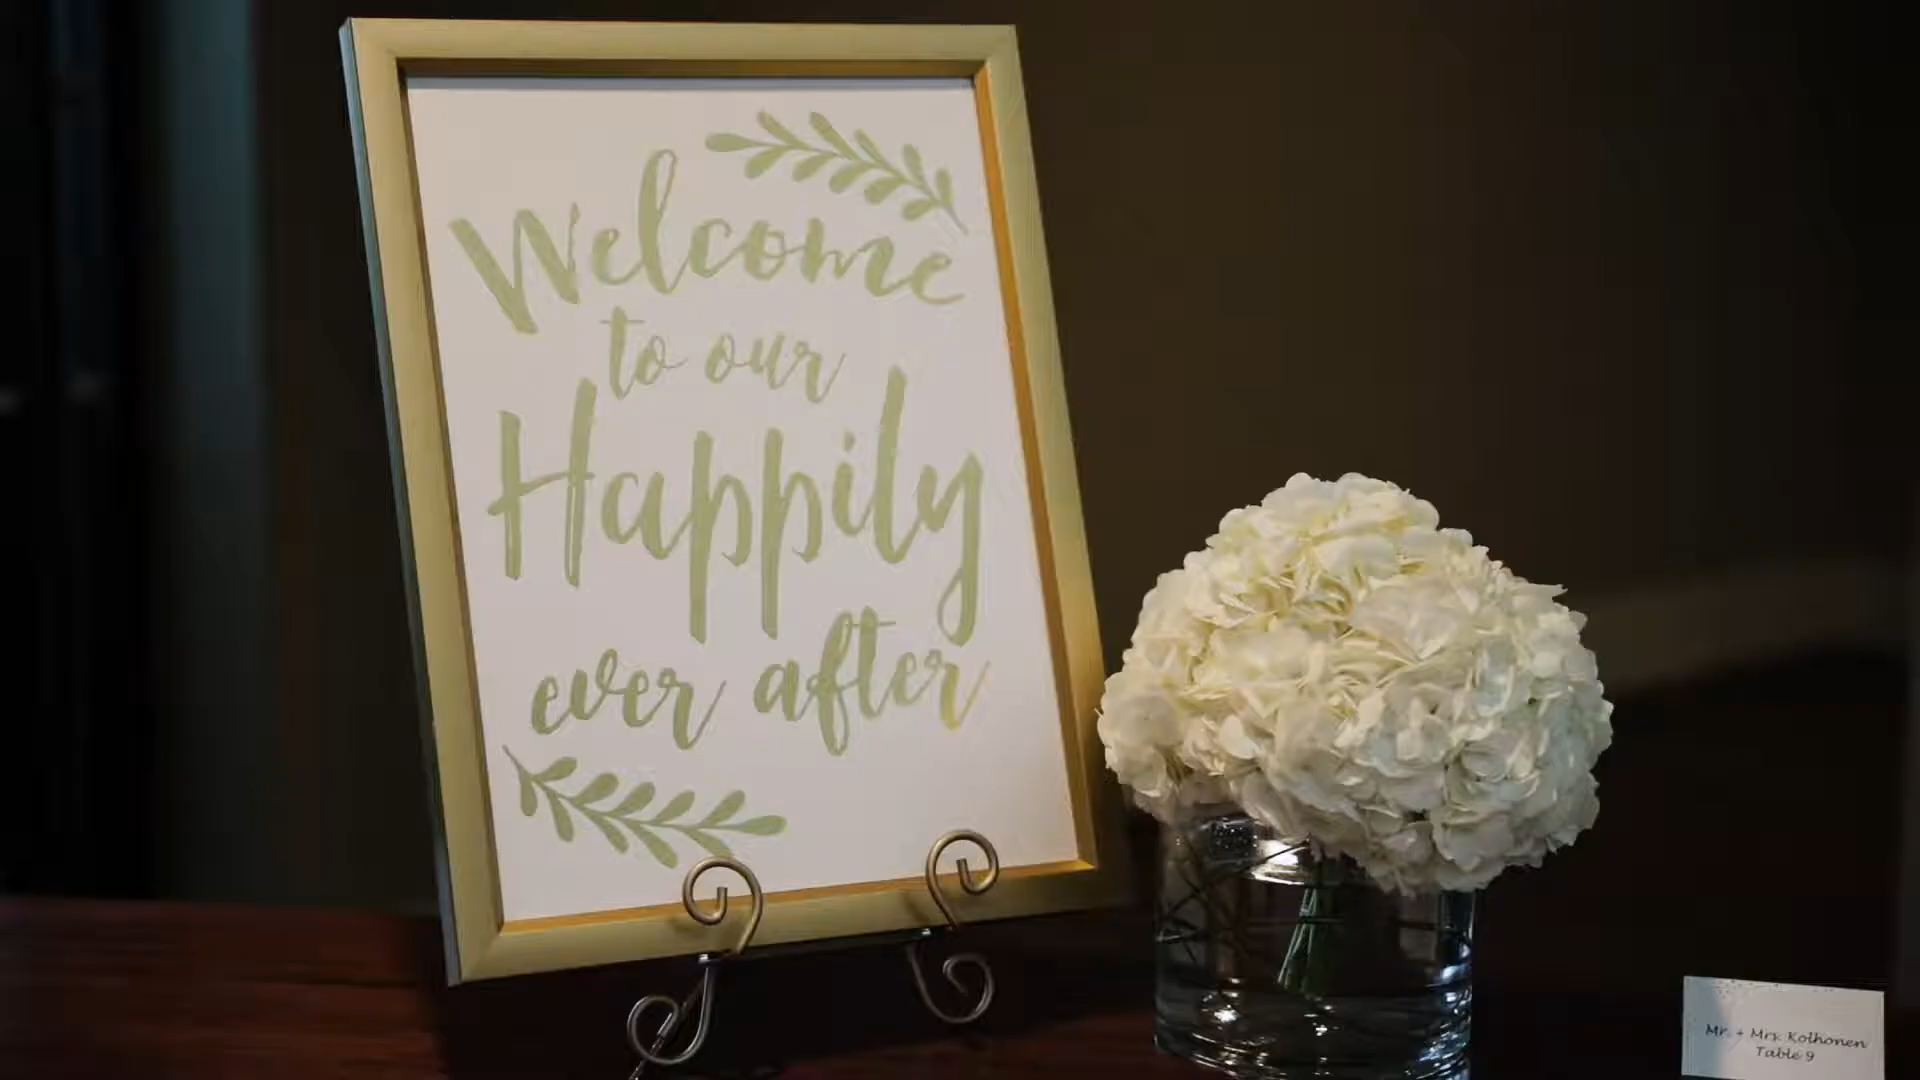 Welcome
to our
Happily
ever after
Mr. + Mrs. Kolhonen
Table 9